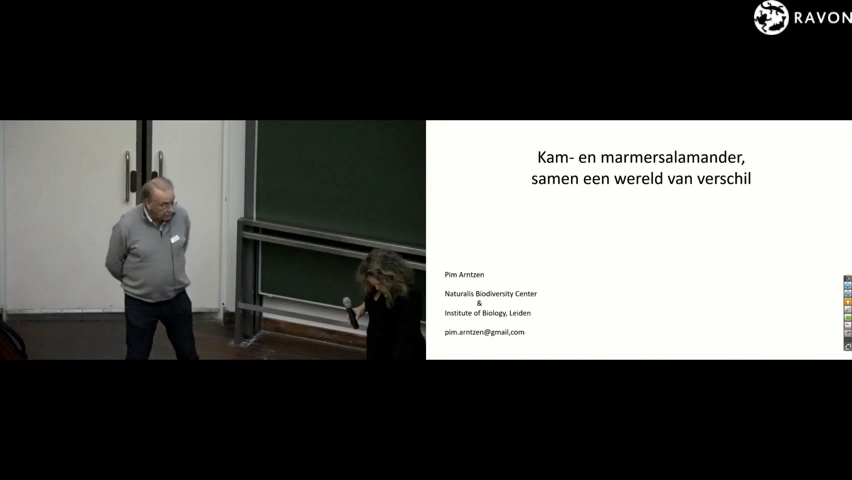 RAVON
Kam- en marmersalamander,
samen een wereld van verschil
Pim Arntzen
Naturalis Biodiversity Center
&
Institute of Biology, Leiden
pim.arntzen@gmail,com